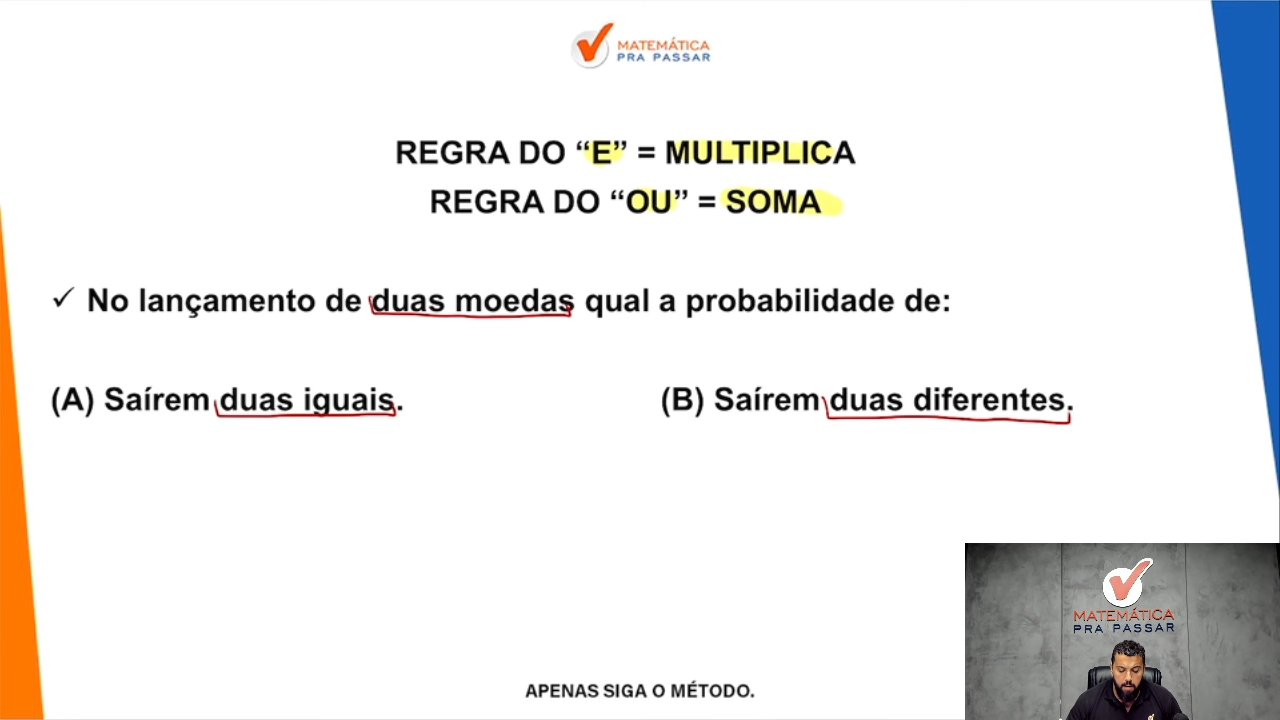 MATEMÁTICA
PRA PASSAR
REGRA DO “E” = MULTIPLICA
REGRA DO “OU” = SOMA
✓ No lançamento de duas moedas qual a probabilidade de:
(A) Saírem duas iguais.
(B) Saírem duas diferentes.
MATEMÁTICA
PRA PASSAR
APENAS SIGA O MÉTODO.